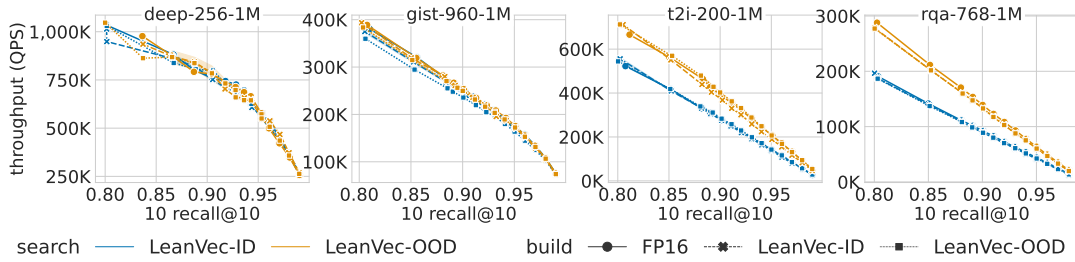 deep-256-1M
gist-960-1M
t2i-200-1M
rqa-768-1M
throughput (QPS)
1,000K
750K
500K
250K
0.80 0.85 0.90 0.95
10 recall@10
400K
300K
200K
100K
0.80 0.85 0.90 0.95
10 recall@10
600K
400K
200K
0K
0.80 0.85 0.90 0.95
10 recall@10
300K
200K
100K
0K
0.80 0.85 0.90 0.95
10 recall@10
search LeanVec-ID LeanVec-OOD build FP16 LeanVec-ID LeanVec-OOD